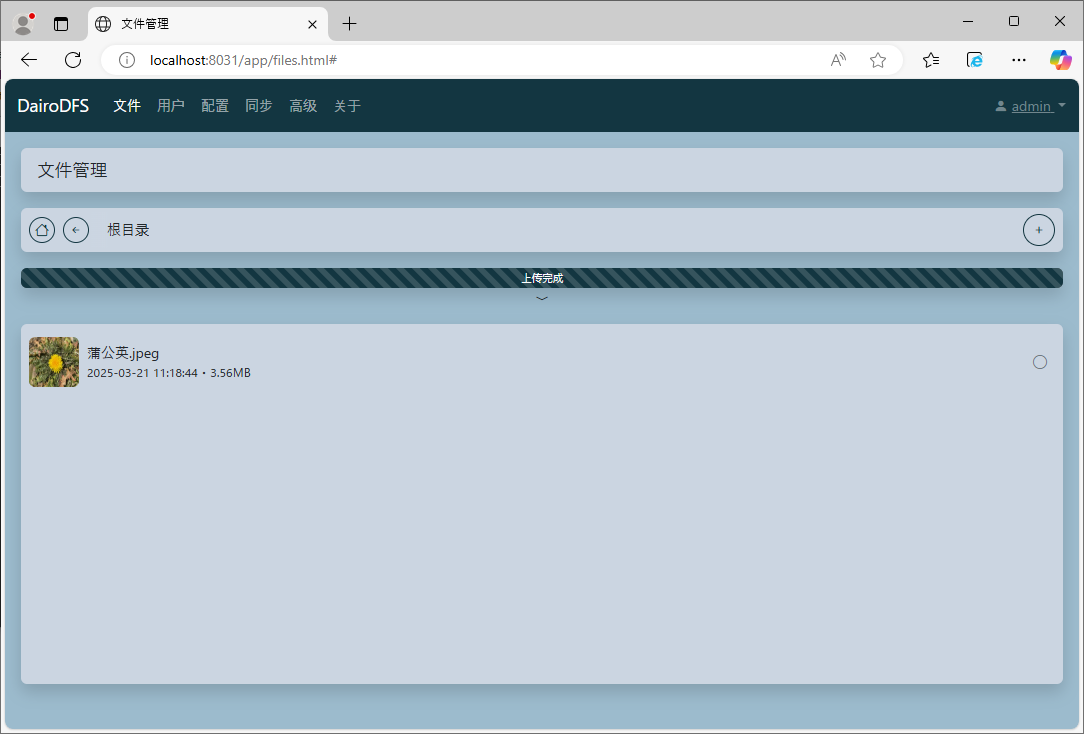 文件管理
localhost:8031/app/files.html#
DairoDFS 文件 用户 配置 同步 高级 关于 admin
文件管理
根目录
上传完成
蒲公英.jpeg
2025-03-21 11:18:44・3.56MB